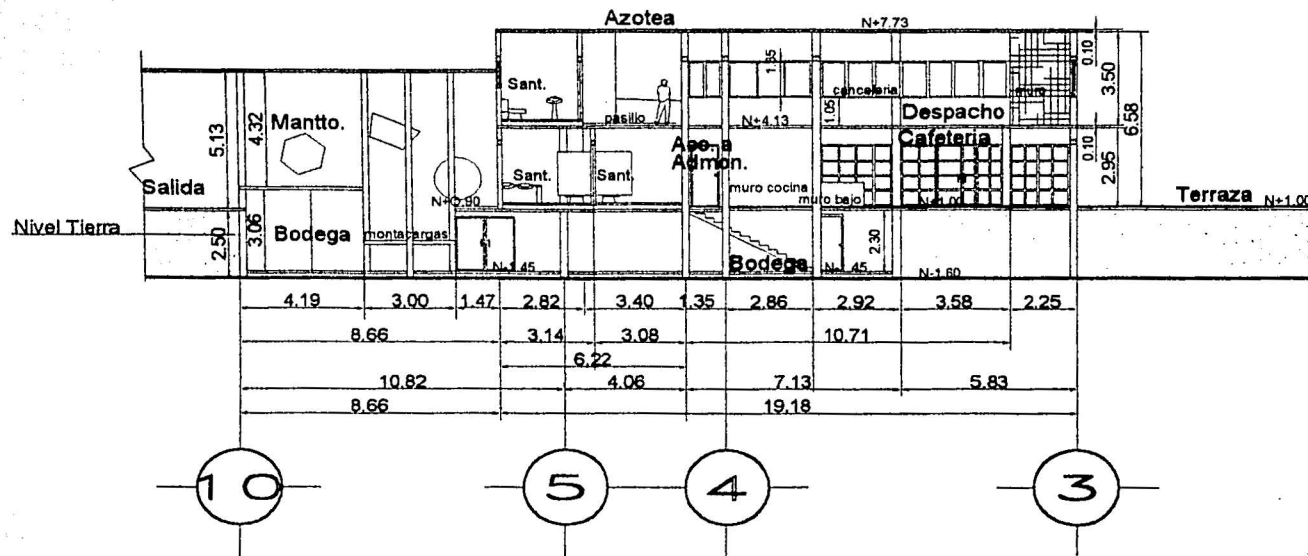 Azotea
N+7.73
Sant.
1.35
0.10
3.50
6.58
cancelería
muro
Mantto.
5.13
4.32
pasillo
N+4.13
1.05
Despacho
Cafetería
Admon.
0.10
2.95
Salida
Sant.
Sant.
muro cocina
muro bajo
N+0.90
N+1.00
Terraza
N+1.00
Nivel Tierra
2.50
3.06
Bodega
montacargas
2.30
N-1.45
Bodega
N-1.60
4.19 3.00 1.47 2.82 3.40 1.35 2.86 2.92 3.58 2.25
8.66 3.14 3.08 10.71
6.22
10.82 4.06 7.13 5.83
8.66 19.18
10 5 4 3